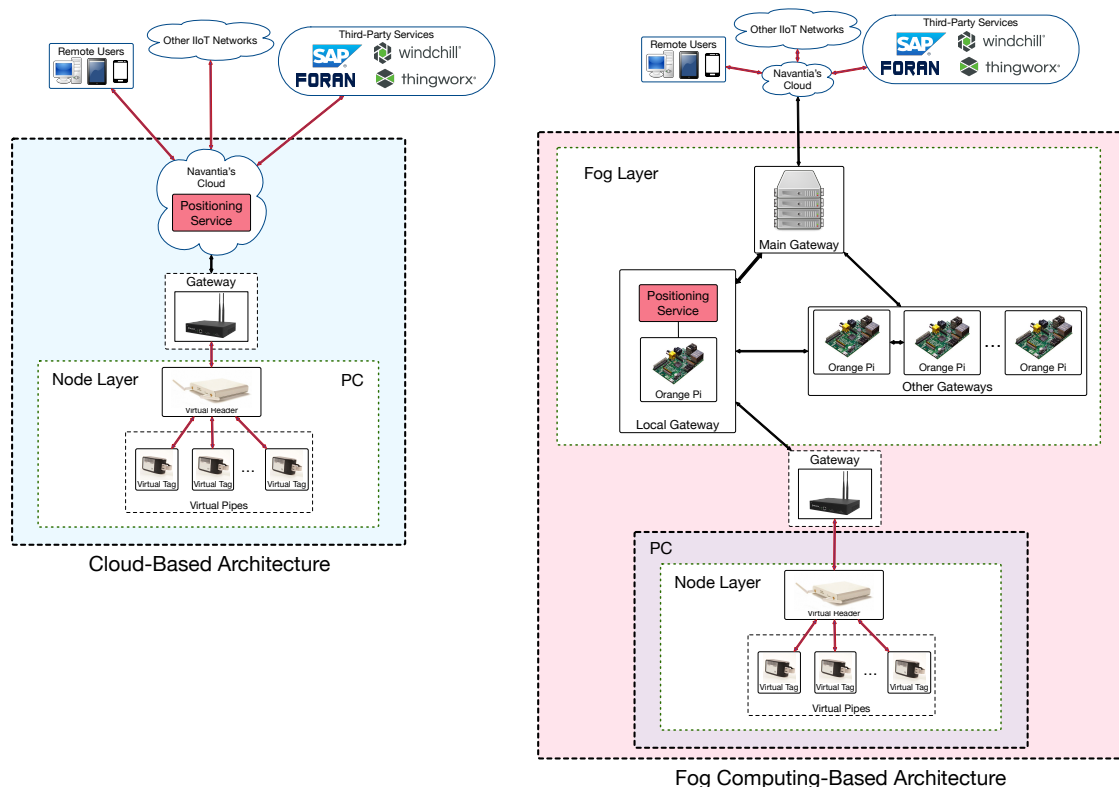 Other IIoT Networks
Remote Users
Third-Party Services
SAP
windchill®
FORAN
thingworx®
Navantia's
Cloud
Positioning
Service
Gateway
Node Layer
PC
Virtual Reader
Virtual Tag
Virtual Tag
...
Virtual Tag
Virtual Pipes
Cloud-Based Architecture
Other IIoT Networks
Remote Users
Third-Party Services
SAP
windchill®
FORAN
thingworx®
Navantia's
Cloud
Fog Layer
Main Gateway
Positioning
Service
Orange Pi
Local Gateway
Orange Pi
Orange Pi
...
Orange Pi
Other Gateways
Gateway
PC
Node Layer
Virtual Reader
Virtual Tag
Virtual Tag
...
Virtual Tag
Virtual Pipes
Fog Computing-Based Architecture